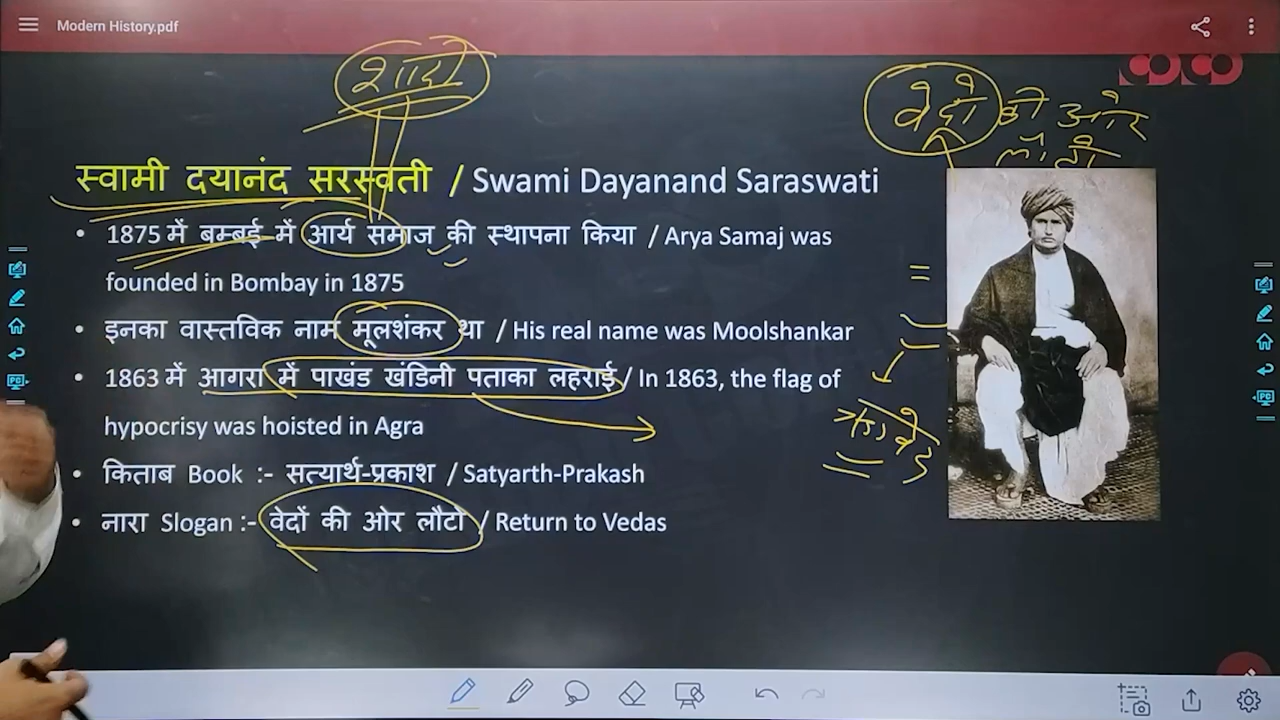 Modern History.pdf
शादी
वेदों की ओर
लौटो
स्वामी दयानंद सरस्वती / Swami Dayanand Saraswati
• 1875 में बम्बई में आर्य समाज की स्थापना किया / Arya Samaj was
founded in Bombay in 1875
• इनका वास्तविक नाम मूलशंकर था / His real name was Moolshankar
• 1863 में आगरा में पाखंड खंडिनी पताका लहराई / In 1863, the flag of
hypocrisy was hoisted in Agra
• किताब Book :- सत्यार्थ-प्रकाश / Satyarth-Prakash
• नारा Slogan :- वेदों की ओर लौटो / Return to Vedas